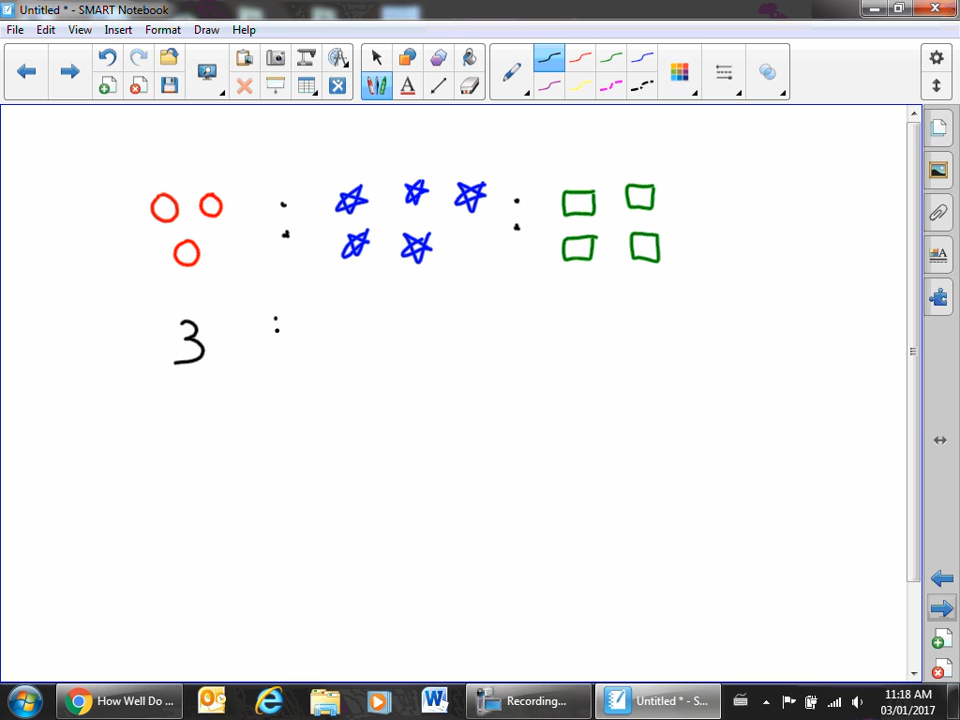 Untitled * - SMART Notebook
File Edit View Insert Format Draw Help
A
: :
3 :
How Well Do ...
Recording...
Untitled * - S...
11:18 AM
03/01/2017